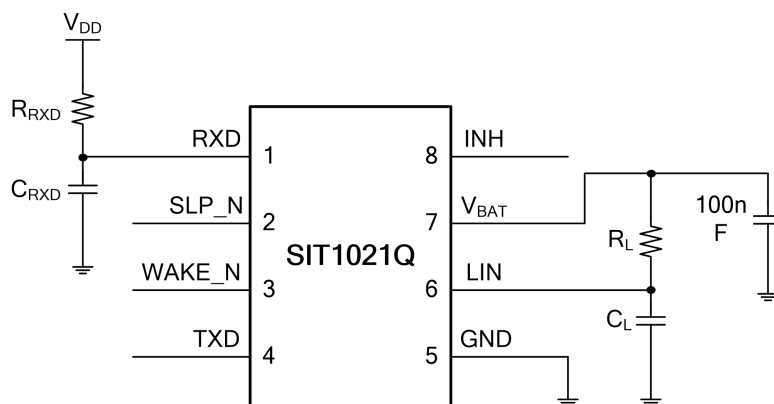 VDD
RRXD
RXD
1
CRXD
SLP_N
2
WAKE_N
3
TXD
4
SIT1021Q
8
INH
7
VBAT
6
LIN
5
GND
RL
CL
100n
F